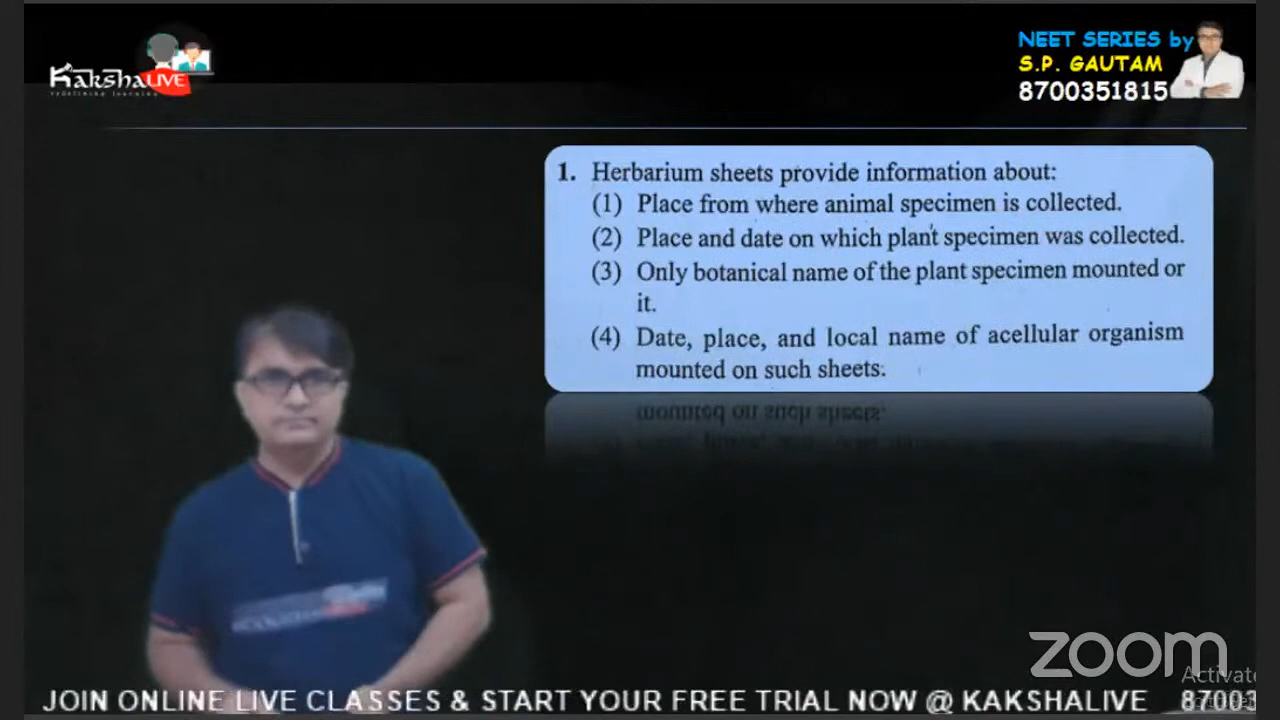 KakshaLIVE
NEET SERIES by
S.P. GAUTAM
8700351815
1. Herbarium sheets provide information about:
(1) Place from where animal specimen is collected.
(2) Place and date on which plant specimen was collected.
(3) Only botanical name of the plant specimen mounted or
it.
(4) Date, place, and local name of acellular organism
mounted on such sheets.
zoom
Activate
JOIN ONLINE LIVE CLASSES & START YOUR FREE TRIAL NOW @ KAKSHALIVE 87003